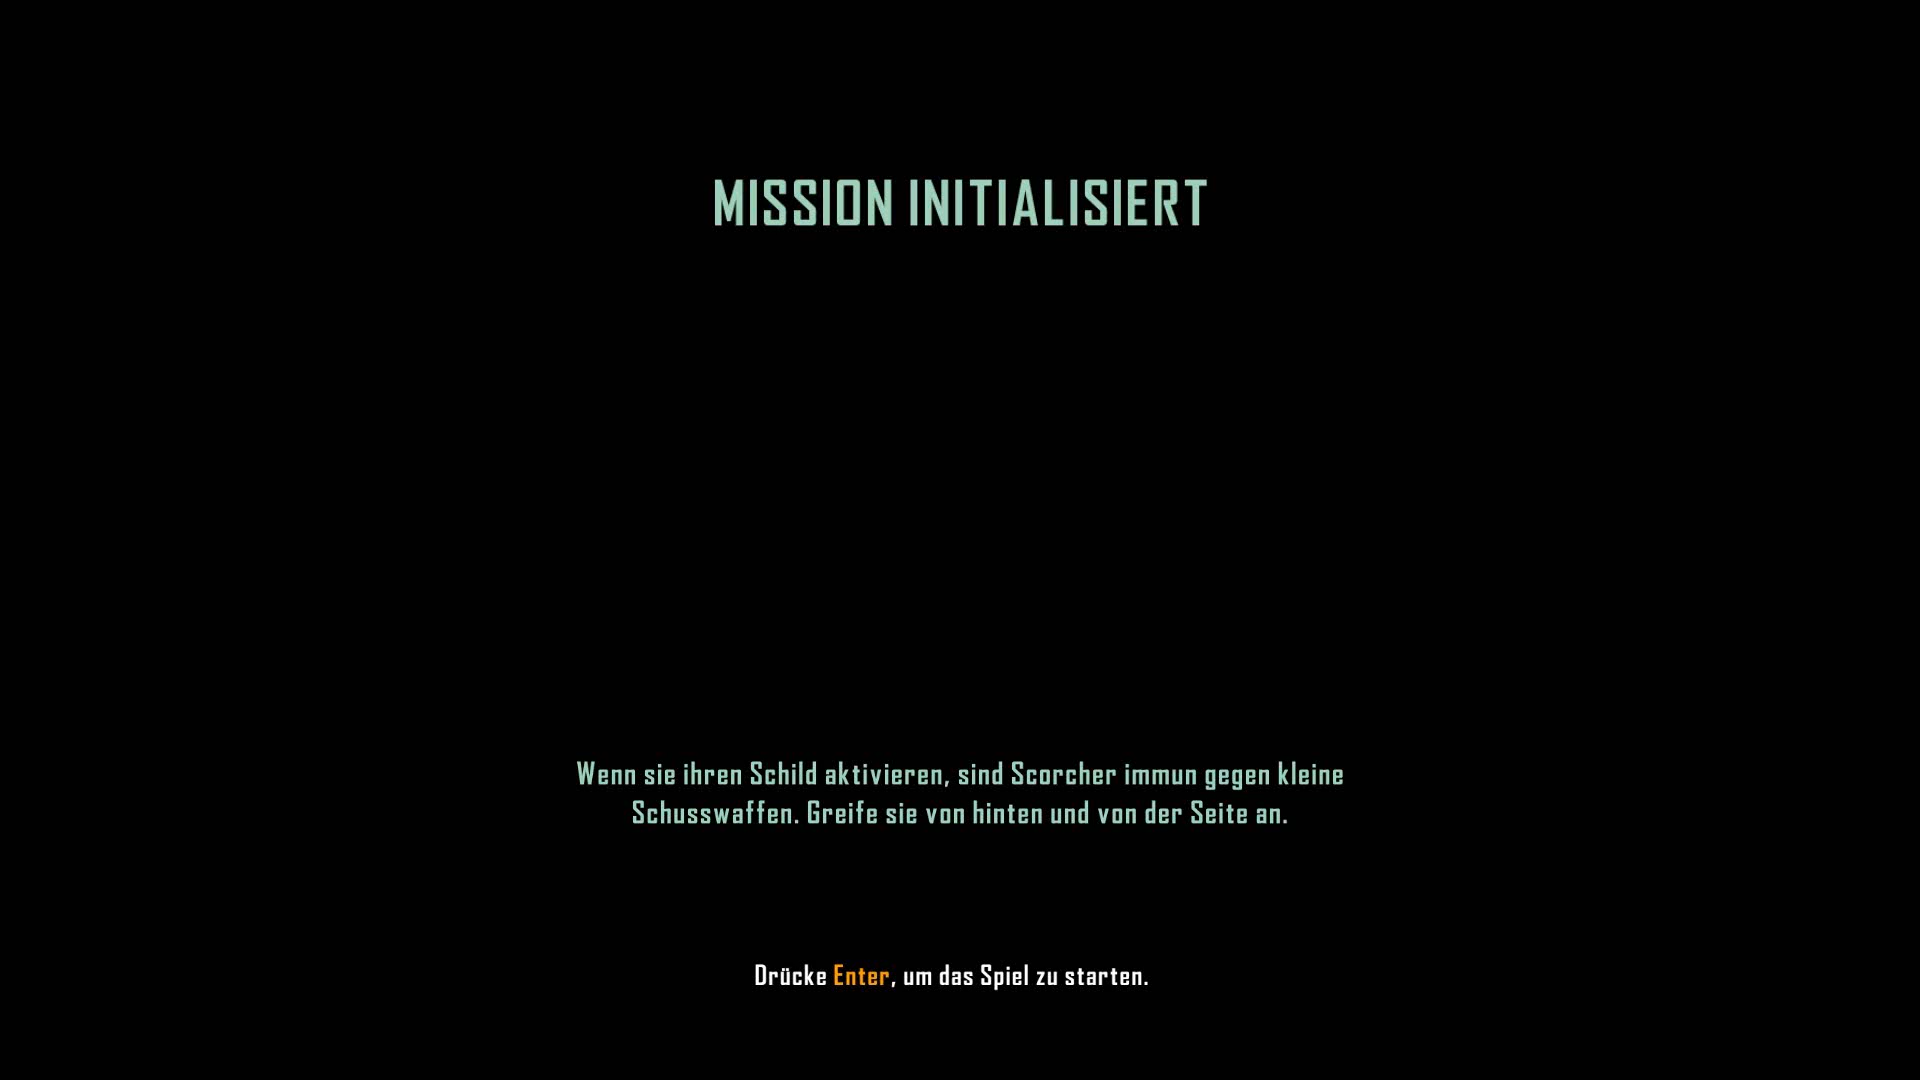 MISSION INITIALISIERT
Wenn sie ihren Schild aktivieren, sind Scorcher immun gegen kleine
Schusswaffen. Greife sie von hinten und von der Seite an.
Drücke Enter, um das Spiel zu starten.